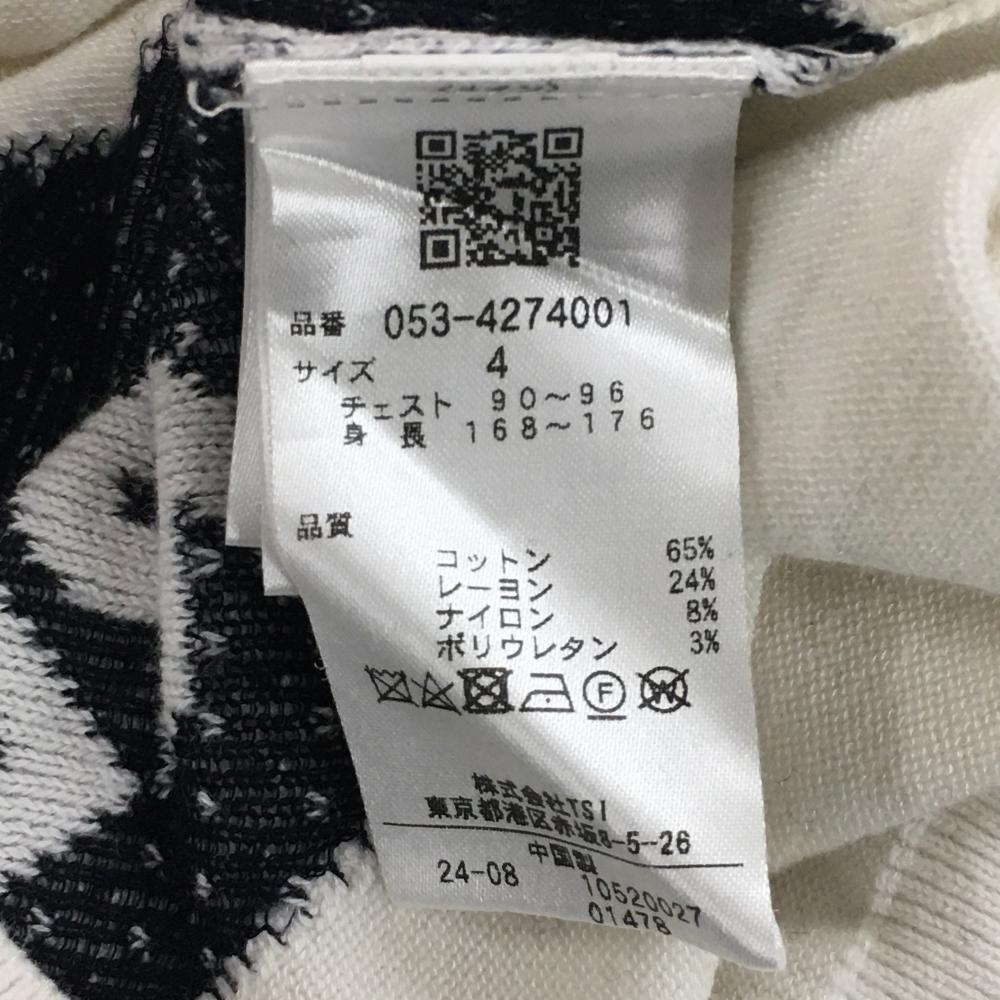 品番 053-4274001
サイズ 4
チェスト 90～96
身長 168～176
品質
コットン 65%
レーヨン 24%
ナイロン 8%
ポリウレタン 3%
F W
株式会社TSI
東京都港区赤坂8-5-26
中国製
24-08 10520027
01478